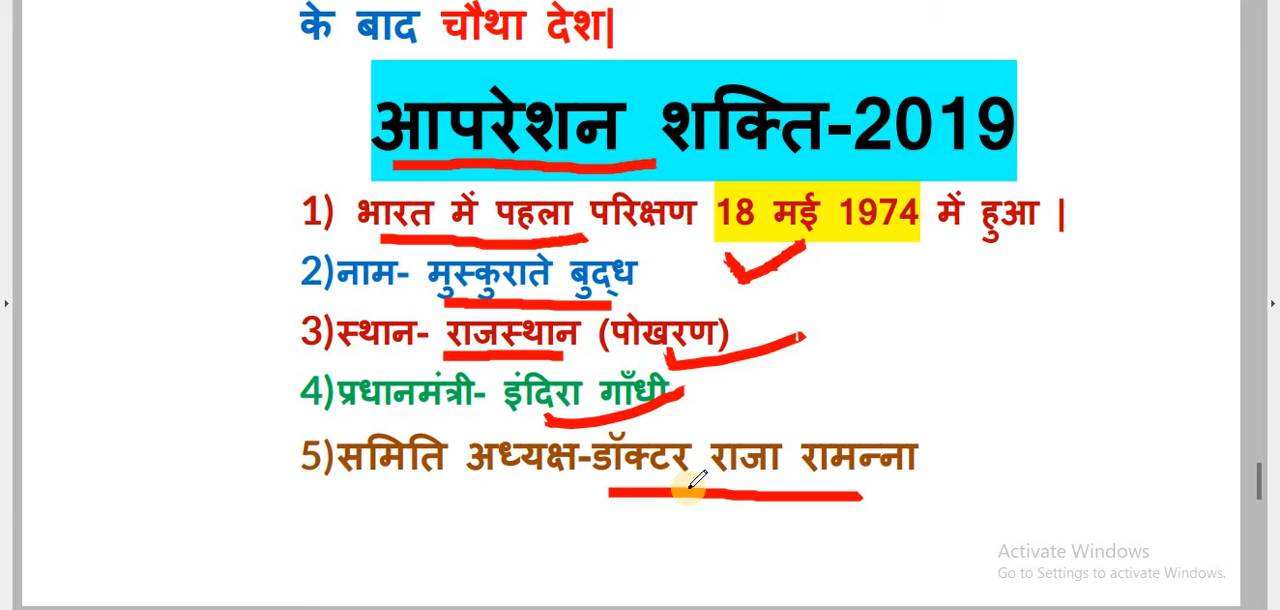 के बाद चौथा देश|
आपरेशन शक्ति-2019
1) भारत में पहला परिक्षण 18 मई 1974 में हुआ |
2)नाम- मुस्कुराते बुद्ध
3)स्थान- राजस्थान (पोखरण)
4)प्रधानमंत्री- इंदिरा गाँधी
5)समिति अध्यक्ष-डॉक्टर राजा रामन्ना
Activate Windows
Go to Settings to activate Windows.